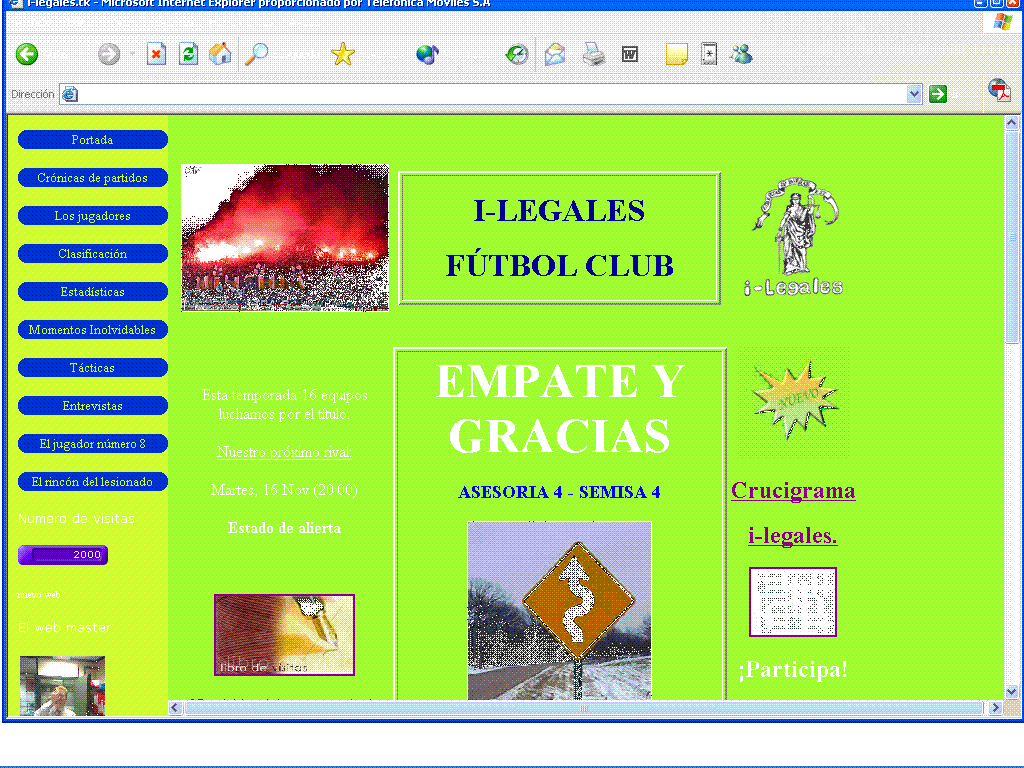 i-legales.tk - Microsoft Internet Explorer proporcionado por Telefónica Móviles S.A
Dirección
Portada
Crónicas de partidos
Los jugadores
Clasificación
Estadísticas
Momentos Inolvidables
Tácticas
Entrevistas
El jugador número 8
El rincón del lesionado
Número de visitas
2000
nuevo web
El web master
I-LEGALES
FÚTBOL CLUB
i-Legales
Esta temporada 16 equipos
luchamos por el título.
Nuestro próximo rival:
Martes, 16 Nov (20:00)
Estado de alerta
libro de visitas
EMPATE Y
GRACIAS
ASESORIA 4 - SEMISA 4
NUEVO
Crucigrama
i-legales.
¡Participa!